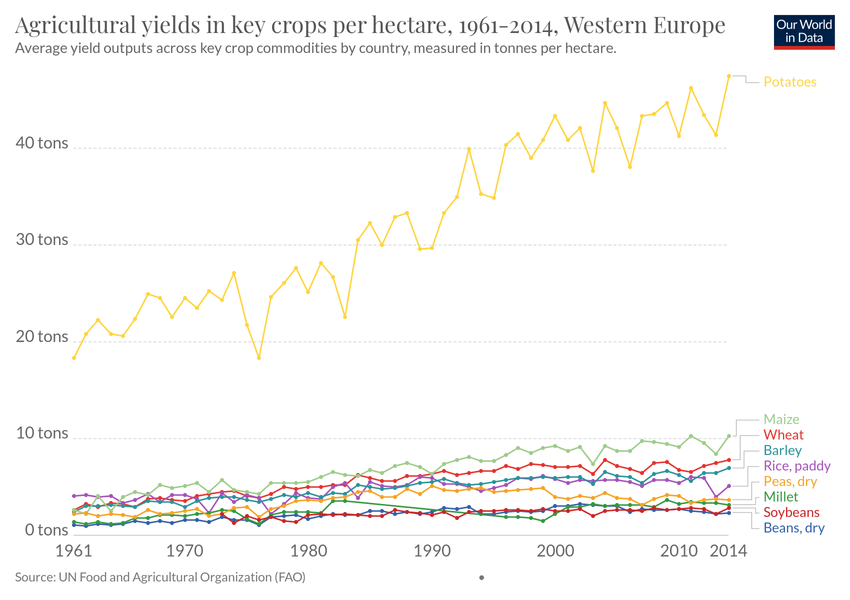 Agricultural yields in key crops per hectare, 1961-2014, Western Europe
Average yield outputs across key crop commodities by country, measured in tonnes per hectare.
Our World
in Data
Potatoes
40 tons
30 tons
20 tons
10 tons
0 tons
Maize
Wheat
Barley
Rice, paddy
Peas, dry
Millet
Soybeans
Beans, dry
1961 1970 1980 1990 2000 2010 2014
Source: UN Food and Agricultural Organization (FAO)